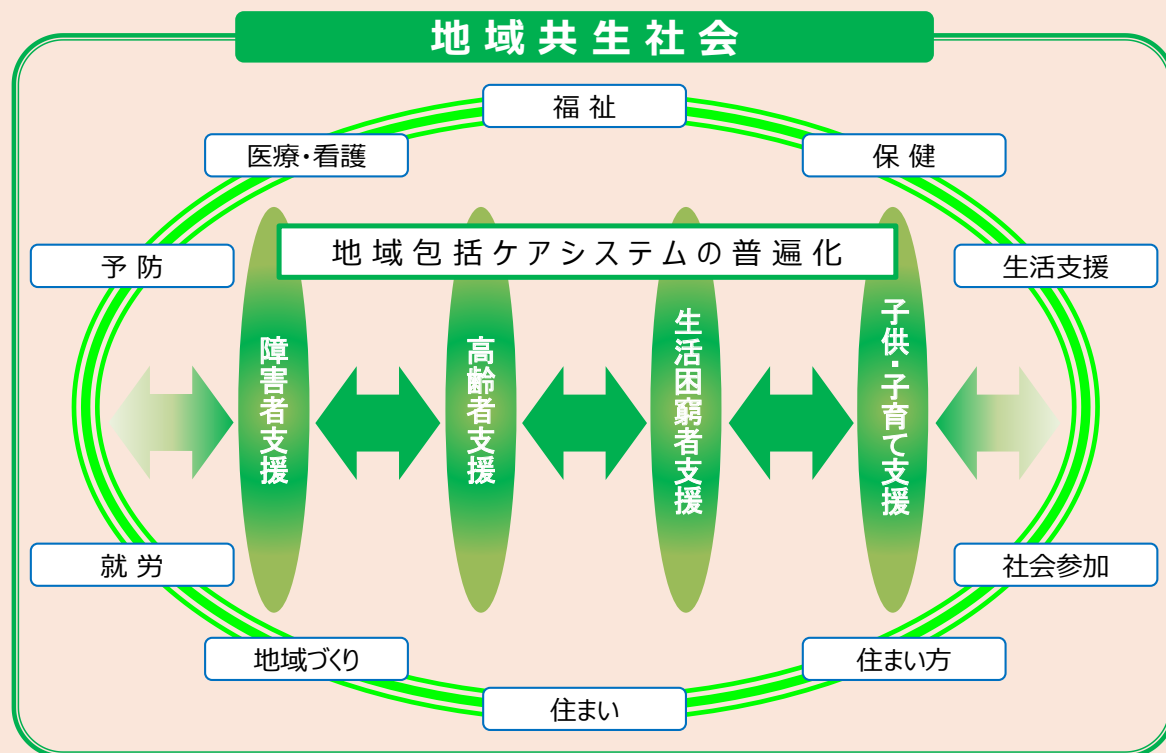 地域共生社会
福祉
医療・看護
保健
地域包括ケアシステムの普遍化
予防
生活支援
障害者支援
高齢者支援
生活困窮者支援
子供・子育て支援
就労
社会参加
地域づくり
住まい方
住まい